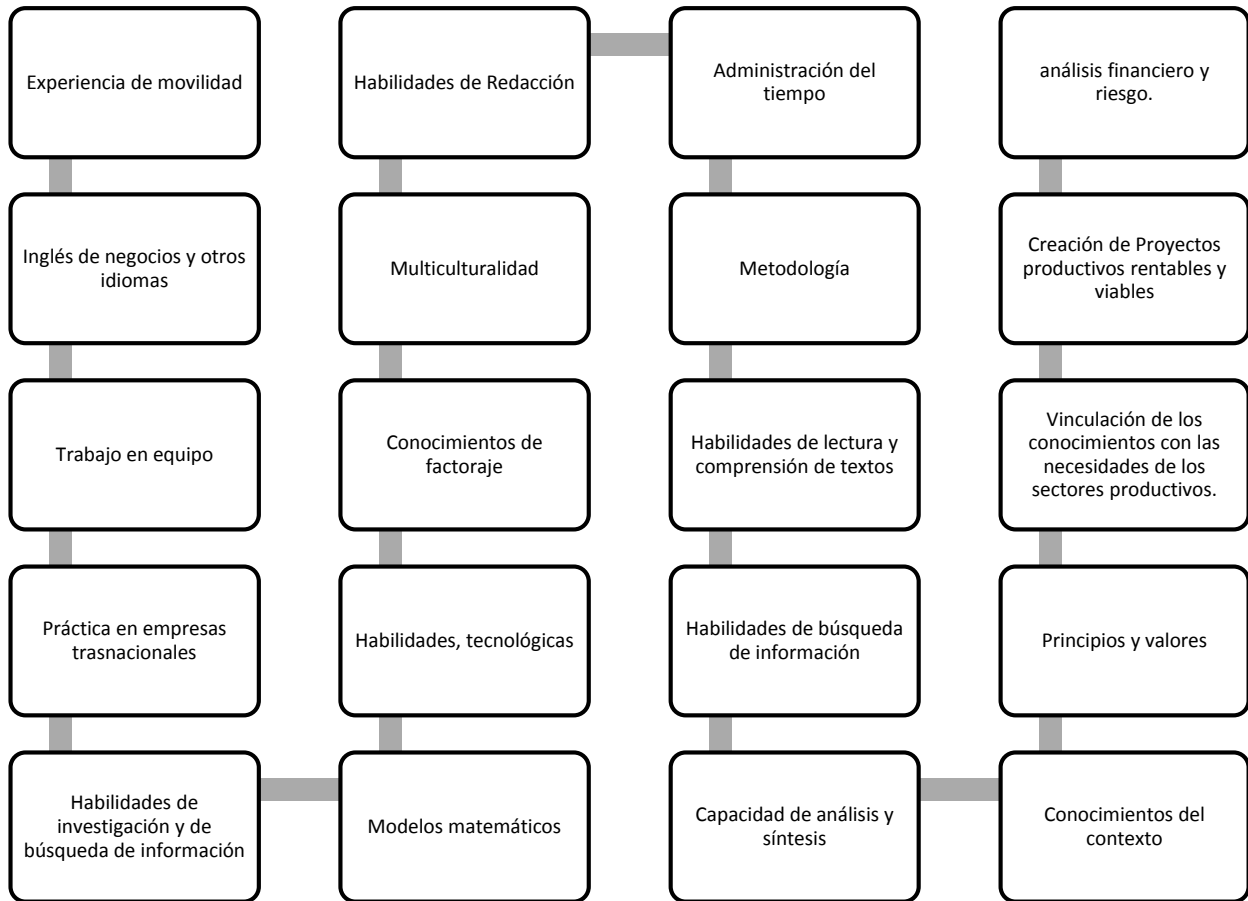 Experiencia de movilidad
Inglés de negocios y otros
idiomas
Trabajo en equipo
Práctica en empresas
trasnacionales
Habilidades de
investigación y de
búsqueda de información
Modelos matemáticos
Habilidades, tecnológicas
Conocimientos de
factoraje
Multiculturalidad
Habilidades de Redacción
Administración del
tiempo
Metodología
Habilidades de lectura y
comprensión de textos
Habilidades de búsqueda
de información
Capacidad de análisis y
síntesis
Conocimientos del
contexto
Principios y valores
Vinculación de los
conocimientos con las
necesidades de los
sectores productivos.
Creación de Proyectos
productivos rentables y
viables
análisis financiero y
riesgo.